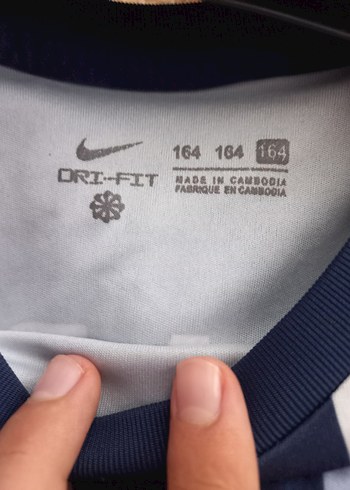 164 164 164
DRI-FIT
MADE IN CAMBODIA
FABRIQUE EN CAMBODIA